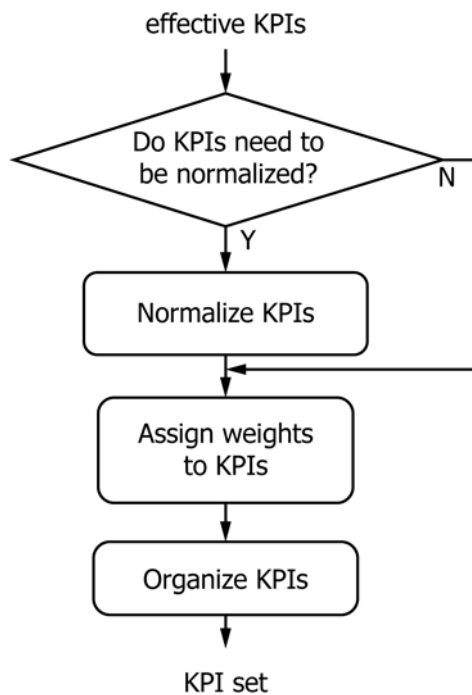 effective KPIs
Do KPIs need to
be normalized?
N
Y
Normalize KPIs
Assign weights
to KPIs
Organize KPIs
KPI set